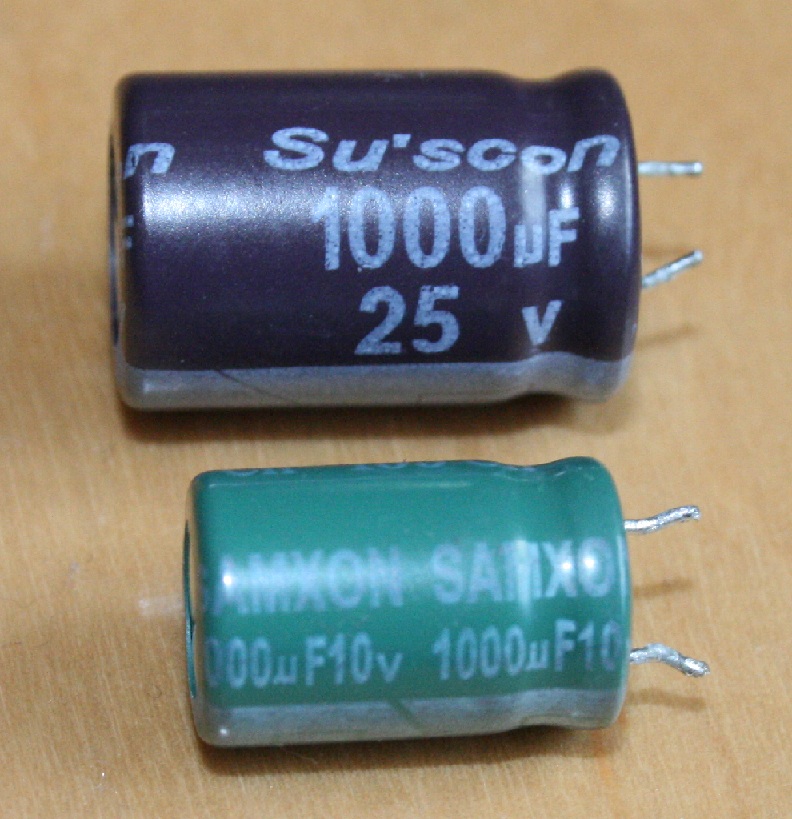 n Su'scon
1000µF
25 v
SAMXON SAMXO
000µF10v 1000µF10